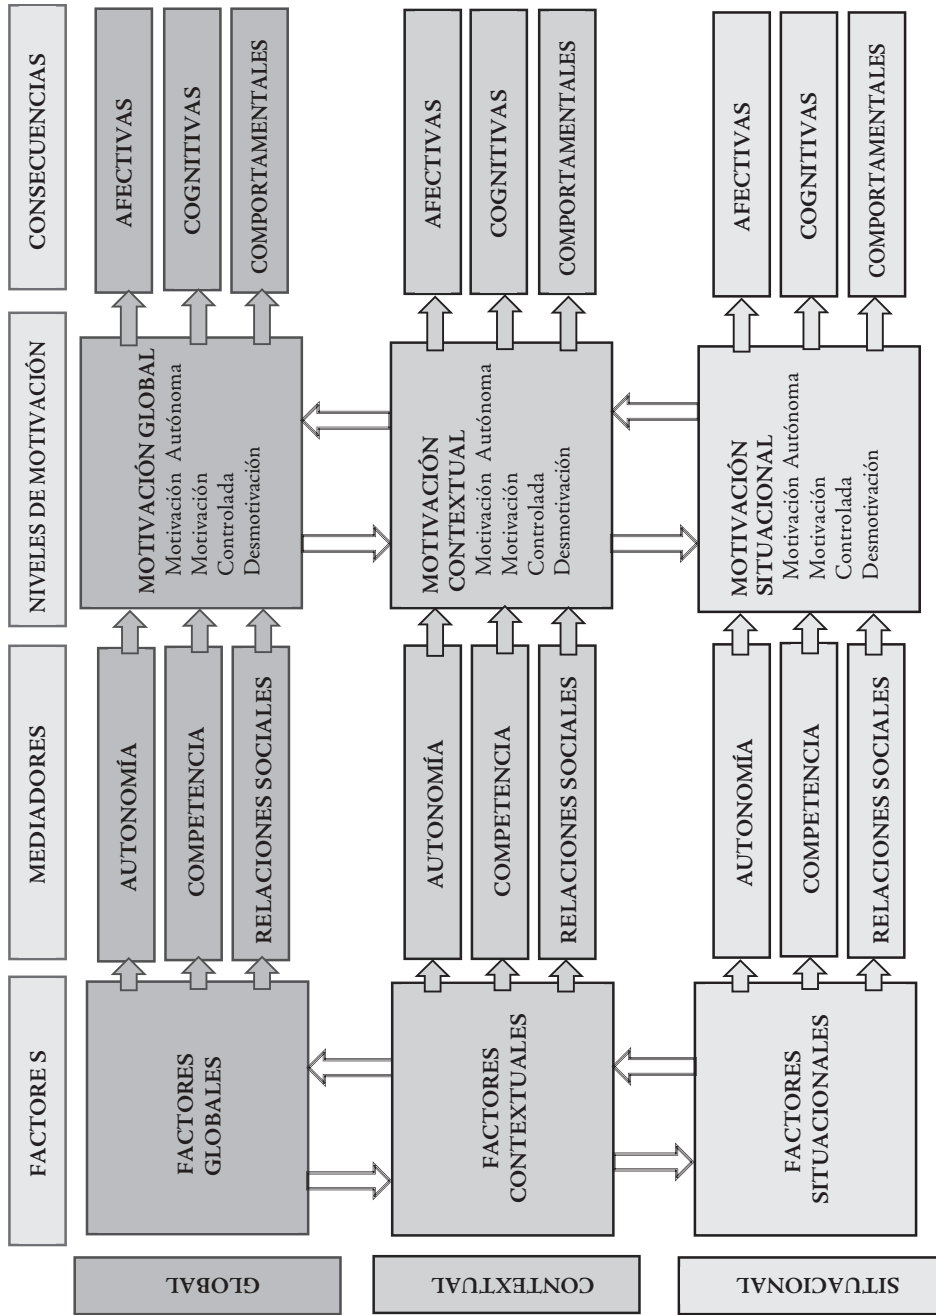 FACTORE S
MEDIADORES
NIVELES DE MOTIVACIÓN
CONSECUENCIAS
GLOBAL
FACTORES
GLOBALES
AUTONOMÍA
COMPETENCIA
RELACIONES SOCIALES
MOTIVACIÓN GLOBAL
Motivación Autónoma
Motivación
Controlada
Desmotivación
AFECTIVAS
COGNITIVAS
COMPORTAMENTALES
CONTEXTUAL
FACTORES
CONTEXTUALES
AUTONOMÍA
COMPETENCIA
RELACIONES SOCIALES
MOTIVACIÓN
CONTEXTUAL
Motivación Autónoma
Motivación
Controlada
Desmotivación
AFECTIVAS
COGNITIVAS
COMPORTAMENTALES
SITUACIONAL
FACTORES
SITUACIONALES
AUTONOMÍA
COMPETENCIA
RELACIONES SOCIALES
MOTIVACIÓN
SITUACIONAL
Motivación Autónoma
Motivación
Controlada
Desmotivación
AFECTIVAS
COGNITIVAS
COMPORTAMENTALES